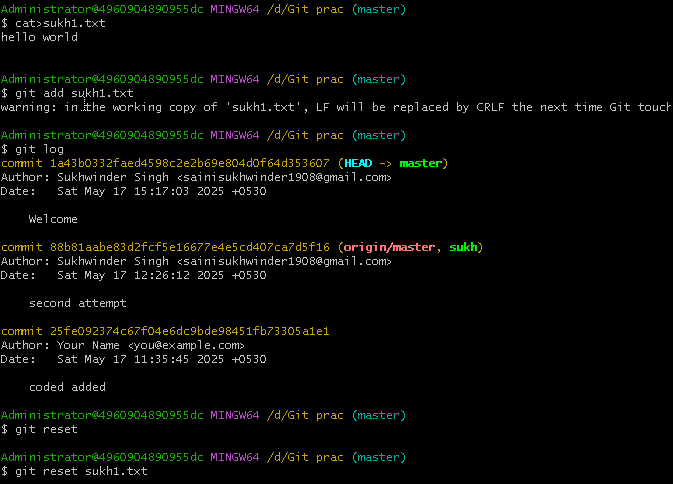 Administrator@4960904890955dc MINGW64 /d/Git prac (master)
$ cat>sukh1.txt
hello world
Administrator@4960904890955dc MINGW64 /d/Git prac (master)
$ git add sukh1.txt
warning: in the working copy of 'sukh1.txt', LF will be replaced by CRLF the next time Git touch
Administrator@4960904890955dc MINGW64 /d/Git prac (master)
$ git log
commit 1a43b0332faed4598c2e2b69e804d0f64d353607 (HEAD -> master)
Author: Sukhwinder Singh <sainisukhwinder1908@gmail.com>
Date:   Sat May 17 15:17:03 2025 +0530
Welcome
commit 88b81aabe83d2fcf5e16677e4e5cd407ca7d5f16 (origin/master, sukh)
Author: Sukhwinder Singh <sainisukhwinder1908@gmail.com>
Date:   Sat May 17 12:26:12 2025 +0530
second attempt
commit 25fe092374c67f04e6dc9bde98451fb73305a1e1
Author: Your Name <you@example.com>
Date:   Sat May 17 11:35:45 2025 +0530
coded added
Administrator@4960904890955dc MINGW64 /d/Git prac (master)
$ git reset
Administrator@4960904890955dc MINGW64 /d/Git prac (master)
$ git reset sukh1.txt